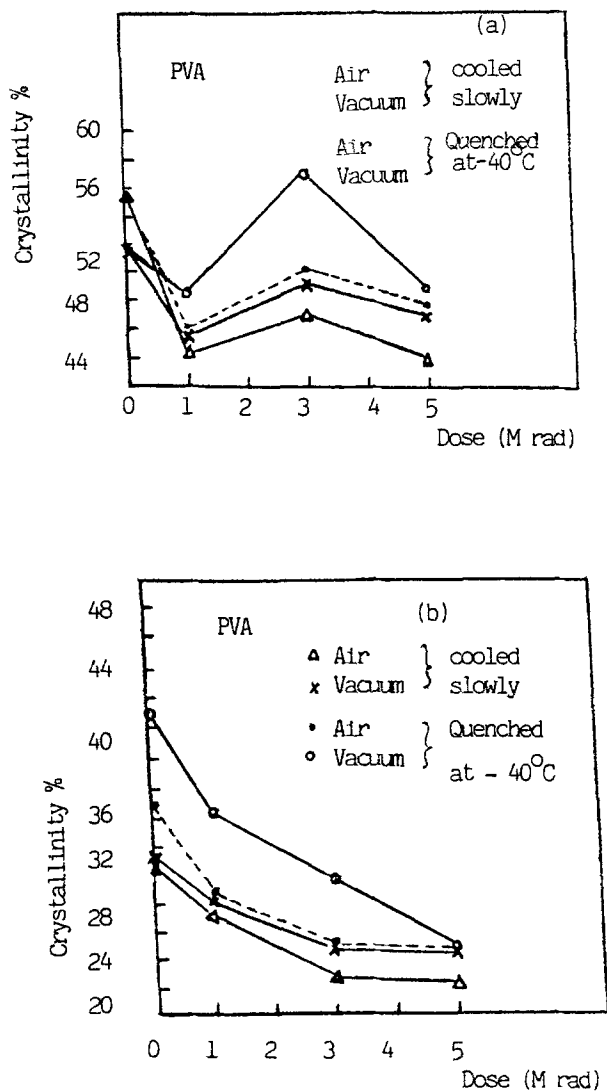 (a)
PVA
Air } cooled
Vacuum } slowly
Air } Quenched
Vacuum } at-40°C
Crystallinity %
60
56
52
48
44
0 1 2 3 4 5
Dose (M rad)
(b)
PVA
Δ Air } cooled
x Vacuum } slowly
• Air } Quenched
o Vacuum } at - 40°C
Crystallinity %
48
44
40
36
32
28
24
20
0 1 2 3 4 5
Dose (M rad)